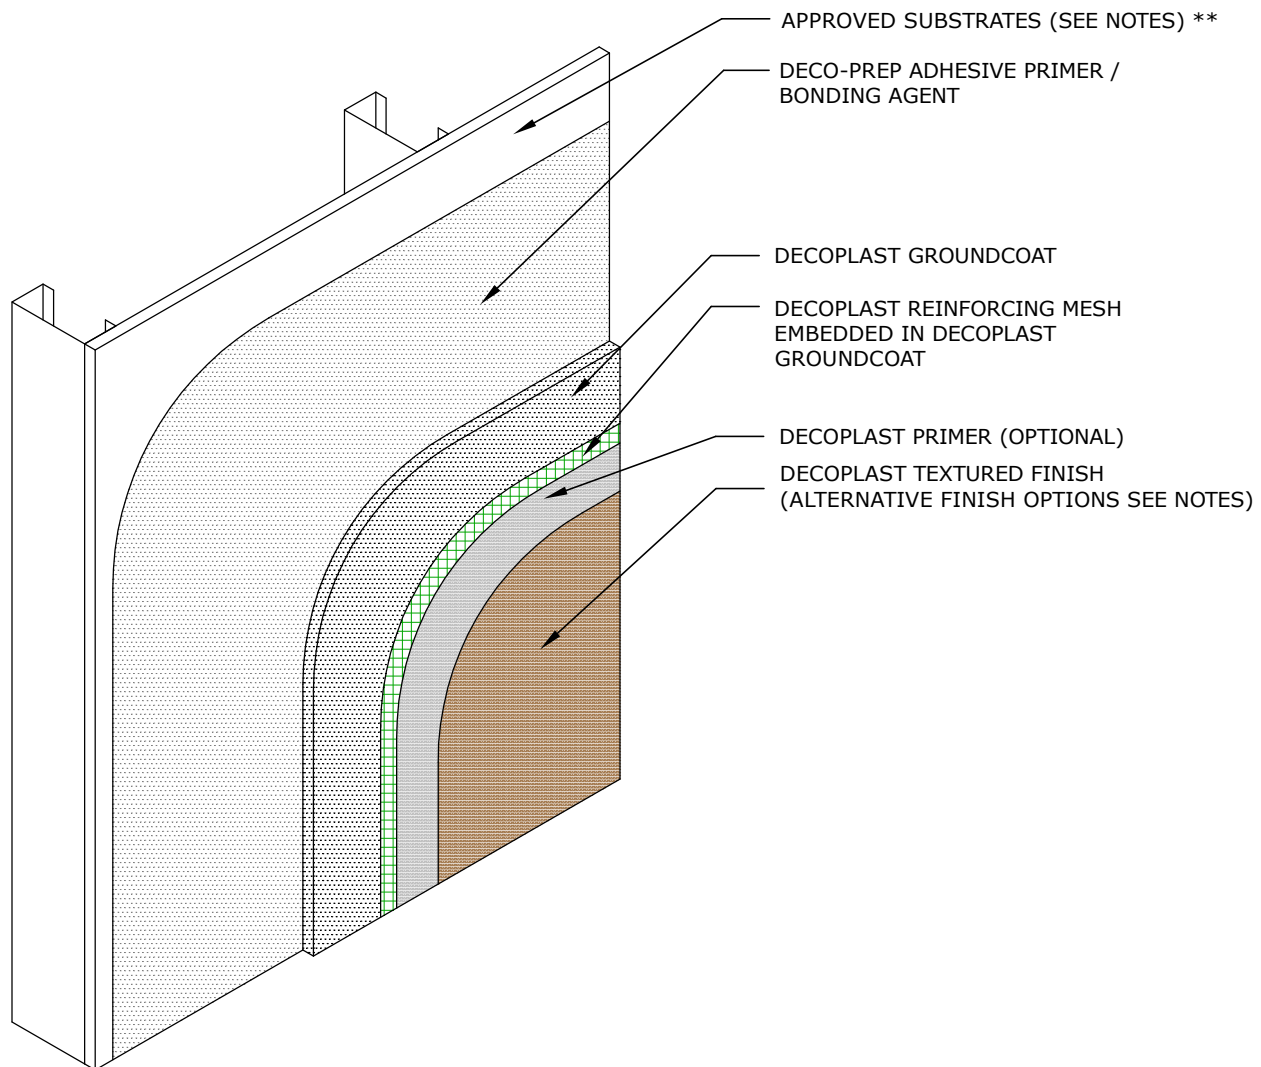 APPROVED SUBSTRATES (SEE NOTES) **
DECO-PREP ADHESIVE PRIMER /
BONDING AGENT
DECOPLAST GROUNDCOAT
DECOPLAST REINFORCING MESH
EMBEDDED IN DECOPLAST
GROUNDCOAT
DECOPLAST PRIMER (OPTIONAL)
DECOPLAST TEXTURED FINISH
(ALTERNATIVE FINISH OPTIONS SEE NOTES)